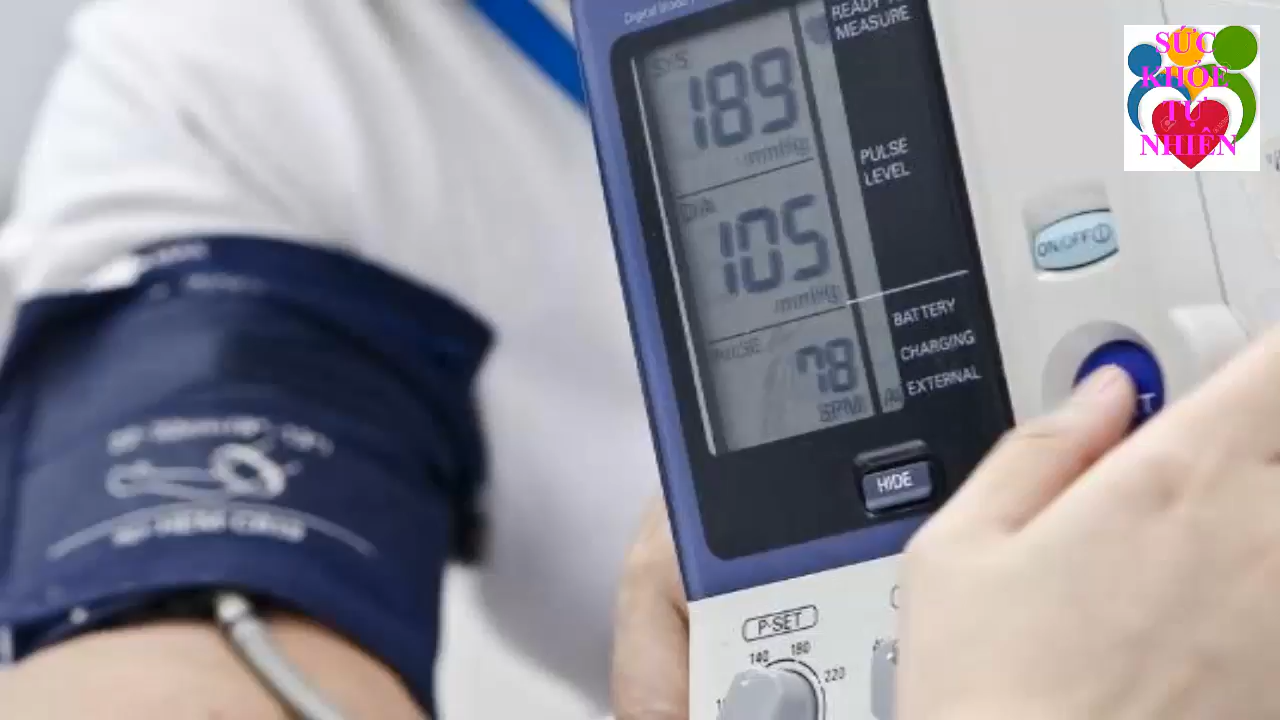 READY TO
MEASURE
SYS
189
mmHg
PULSE
LEVEL
DIA
105
mmHg
PULSE
78
BPM
BATTERY
CHARGING
EXTERNAL
ON/OFF
HIDE
P-SET
140
180
220
SỨC
KHỎE
TỰ
NHIÊN